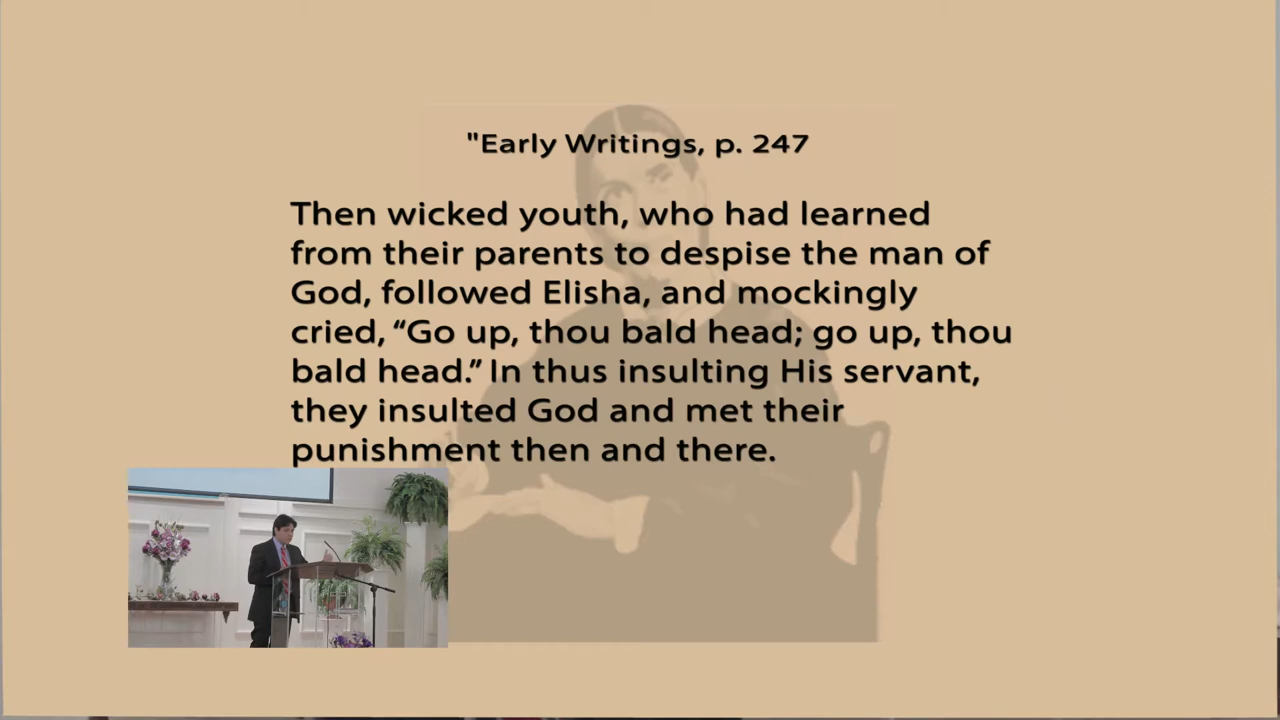 "Early Writings, p. 247
Then wicked youth, who had learned
from their parents to despise the man of
God, followed Elisha, and mockingly
cried, “Go up, thou bald head; go up, thou
bald head.” In thus insulting His servant,
they insulted God and met their
punishment then and there.